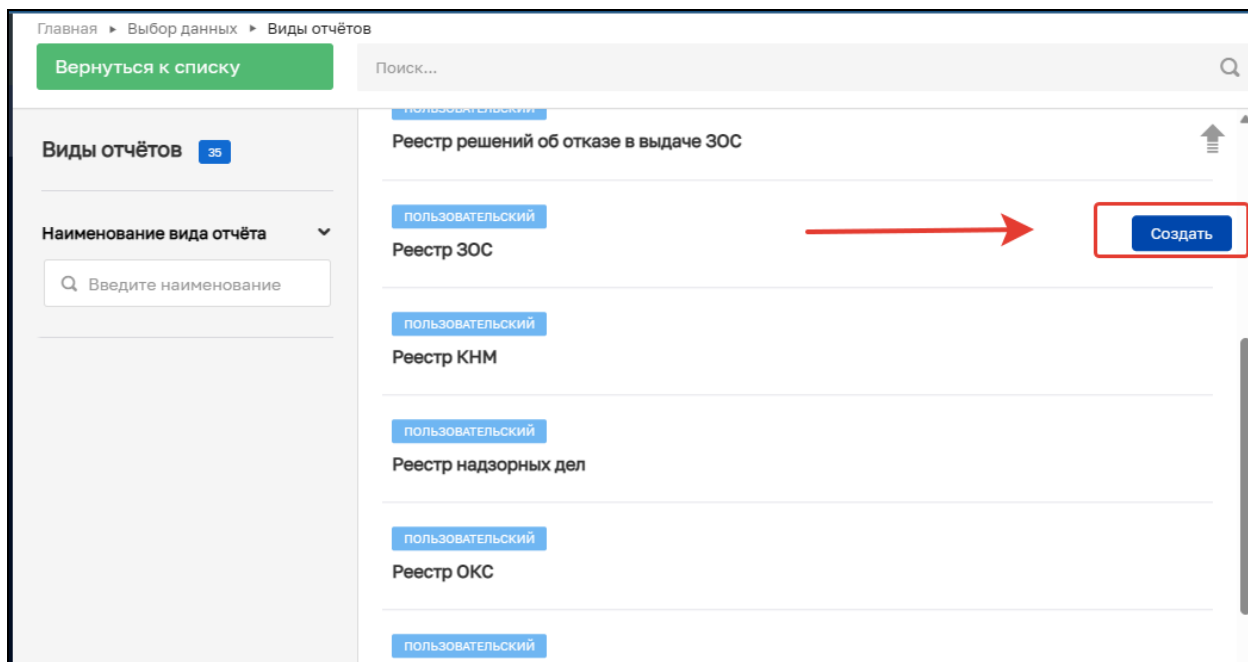 Главная ▸ Выбор данных ▸ Виды отчётов
Вернуться к списку
Поиск...
Виды отчётов 35
Наименование вида отчёта
Введите наименование
ПОЛЬЗОВАТЕЛЬСКИЙ
Реестр решений об отказе в выдаче ЗОС
ПОЛЬЗОВАТЕЛЬСКИЙ
Реестр ЗОС
Создать
ПОЛЬЗОВАТЕЛЬСКИЙ
Реестр КНМ
ПОЛЬЗОВАТЕЛЬСКИЙ
Реестр надзорных дел
ПОЛЬЗОВАТЕЛЬСКИЙ
Реестр ОКС
ПОЛЬЗОВАТЕЛЬСКИЙ